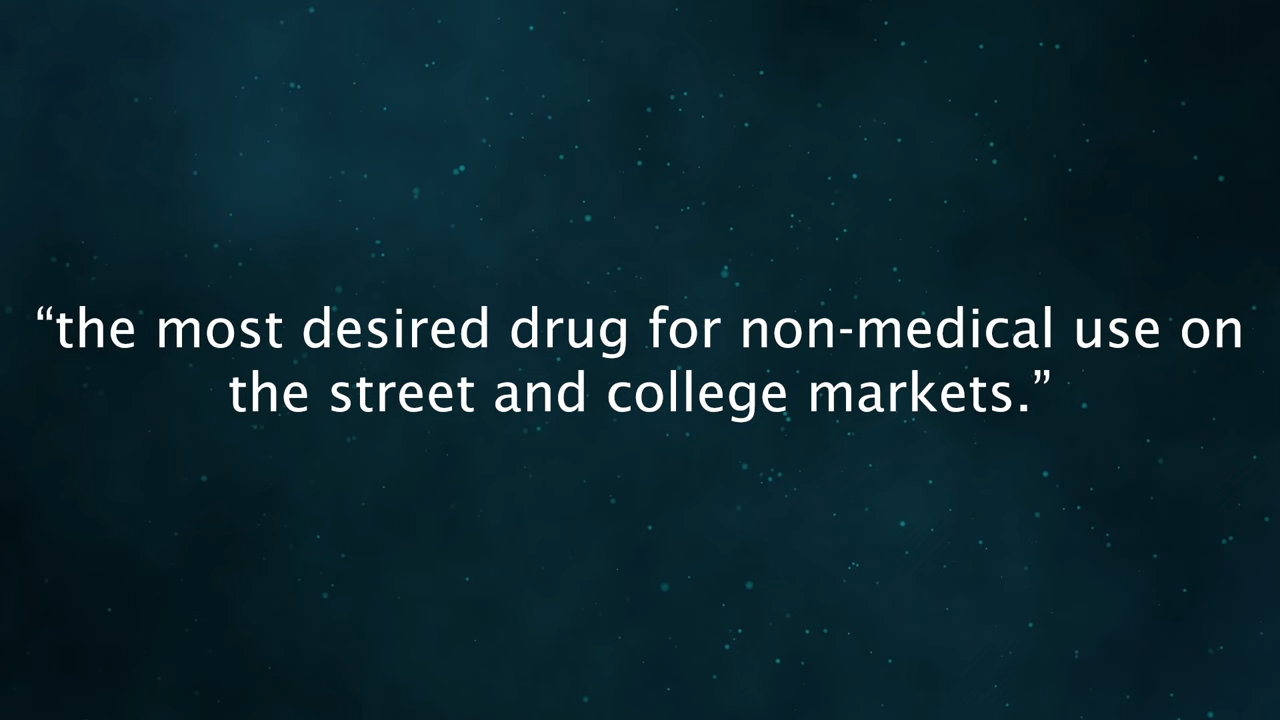 “the most desired drug for non-medical use on
the street and college markets.”